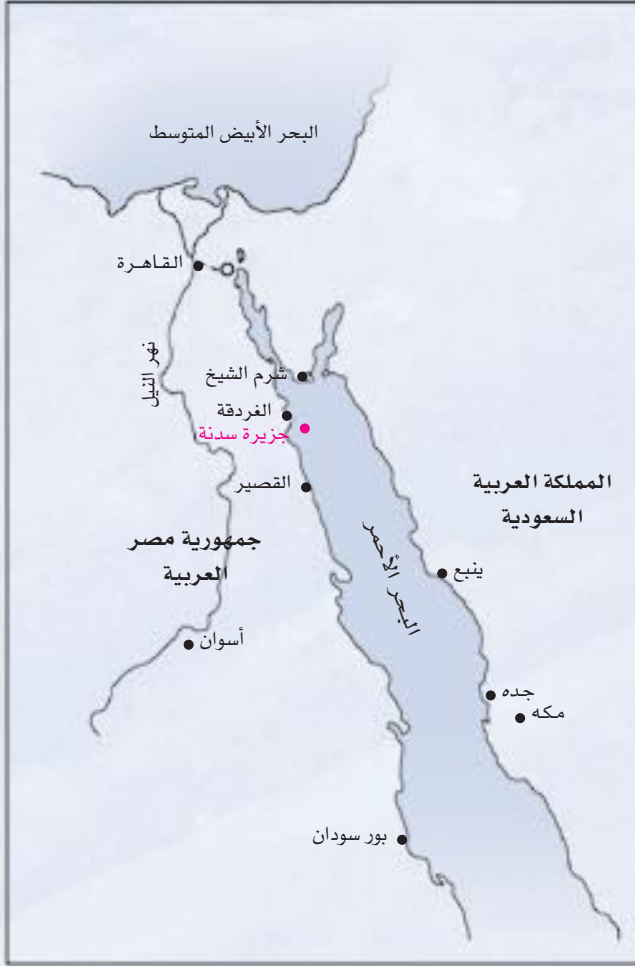 البحر الأبيض المتوسط
القاهرة
نهر النيل
شرم الشيخ
الغردقة
جزيرة سدنة
القصير
المملكة العربية
السعودية
جمهورية مصر
العربية
البحر الأحمر
ينبع
أسوان
جده
مكه
بور سودان